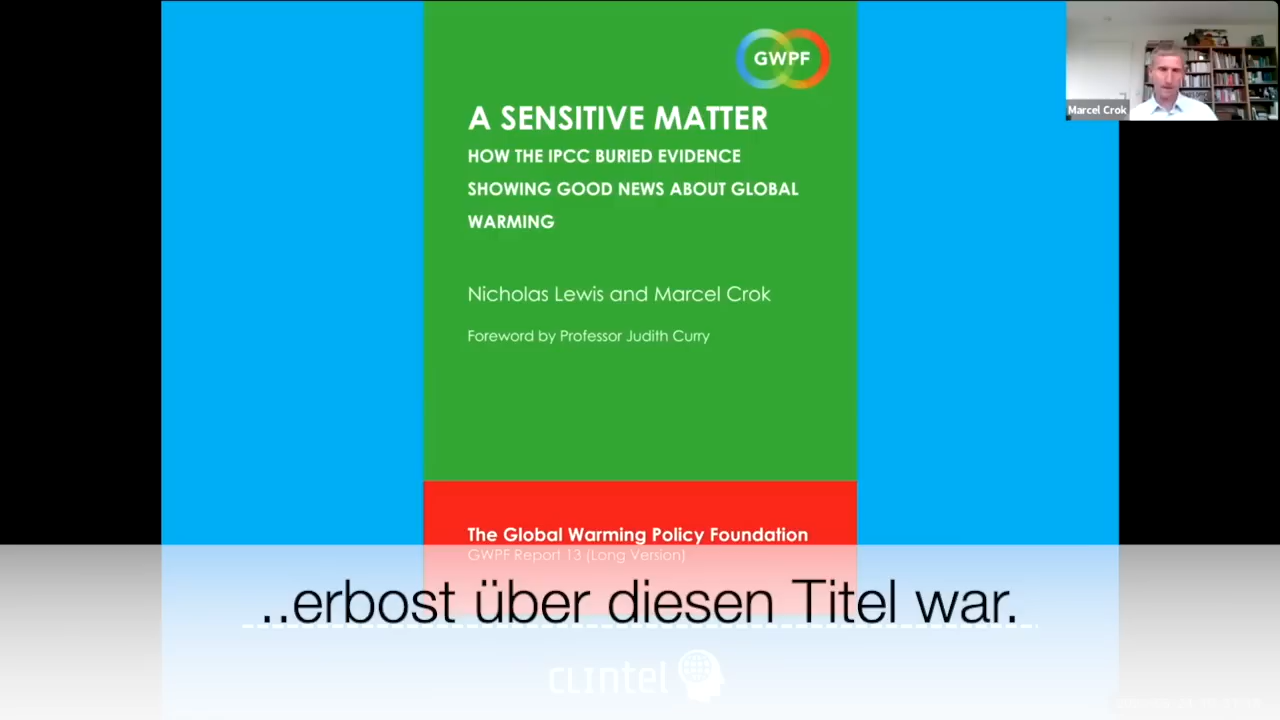 GWPF
Marcel Crok
A SENSITIVE MATTER
HOW THE IPCC BURIED EVIDENCE
SHOWING GOOD NEWS ABOUT GLOBAL
WARMING
Nicholas Lewis and Marcel Crok
Foreword by Professor Judith Curry
The Global Warming Policy Foundation
GWPF Report 13 (Long Version)
..erbost über diesen Titel war.
CLINTEL